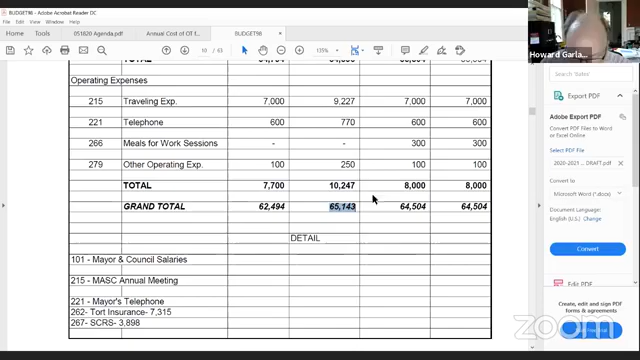 BUDGET96 - Adobe Acrobat Reader DC
File Edit View Window Help
051820 Agenda.pdf
Annual Cost of OT f...
BUDGET96 ×
10 / 63
135%
TOTAL
Operating Expenses
215 Traveling Exp. 7,000 9,227 7,000 7,000
221 Telephone 600 770 600 600
266 Meals for Work Sessions - - 300 300
279 Other Operating Exp. 100 250 100 100
TOTAL 7,700 10,247 8,000 8,000
GRAND TOTAL 62,494 65,143 64,504 64,504
DETAIL
101 - Mayor & Council Salaries
215 - MASC Annual Meeting
221 - Mayor's Telephone
262- Tort Insurance- 7,315
267- SCRS- 3,898
Howard Garla...
Export PDF
Adobe Export PDF
Convert PDF Files to Word
or Excel Online
Select PDF File
2020-2021 ... DRAFT.pdf
Convert to
Microsoft Word (*.docx)
Document Language:
English (U.S.) Change
Convert
Edit PDF
Create, edit and sign PDF
forms & agreements
zoom